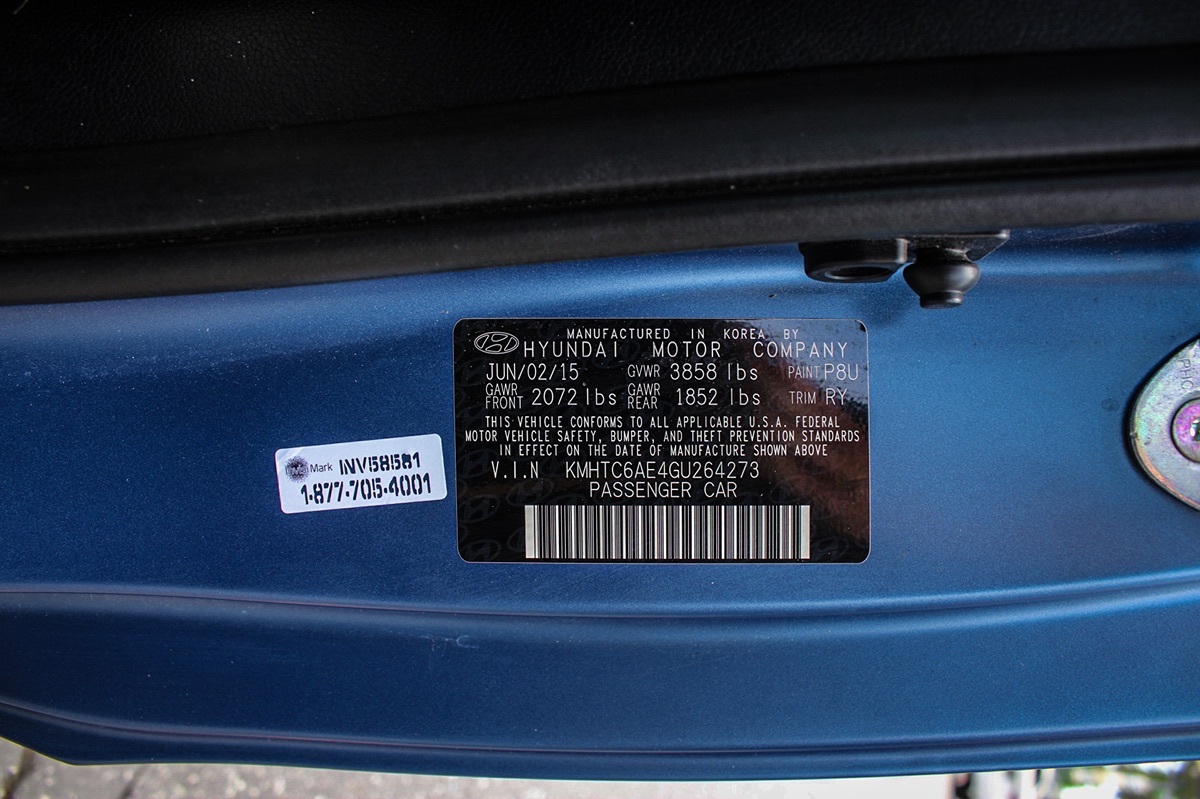 MANUFACTURED IN KOREA BY
HYUNDAI MOTOR COMPANY
JUN/02/15 GVWR 3858 lbs PAINT P8U
GAWR FRONT 2072 lbs GAWR REAR 1852 lbs TRIM RY
THIS VEHICLE CONFORMS TO ALL APPLICABLE U.S.A. FEDERAL
MOTOR VEHICLE SAFETY, BUMPER, AND THEFT PREVENTION STANDARDS
IN EFFECT ON THE DATE OF MANUFACTURE SHOWN ABOVE
V.I.N KMHTC6AE4GU264273
PASSENGER CAR
Mark INV58581
1-877-705-4001